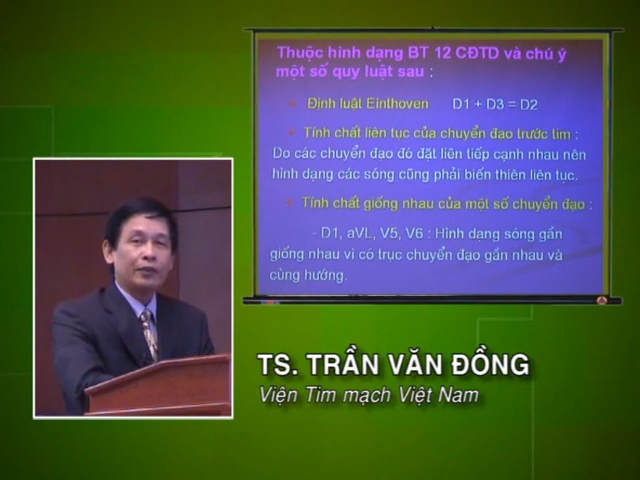 Thuộc hình dạng BT 12 CĐTD và chú ý
một số quy luật sau :
Định luật Einthoven D1 + D3 = D2
Tính chất liên tục của chuyển đạo trước tim :
Do các chuyển đạo đó đặt liên tiếp cạnh nhau nên
hình dạng các sóng cũng phải biến thiên liên tục.
Tính chất giống nhau của một số chuyển đạo :
- D1, aVL, V5, V6 : Hình dạng sóng gần
giống nhau vì có trục chuyển đạo gần nhau và
cùng hướng.
TS. TRẦN VĂN ĐỒNG
Viện Tim mạch Việt Nam